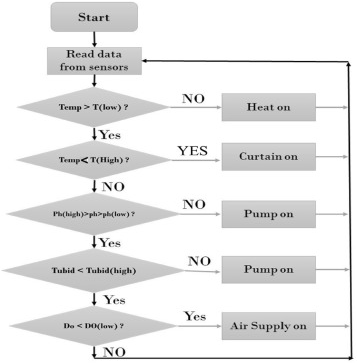 Start
Read data
from sensors
Temp > T(low) ?
NO
Heat on
Yes
Temp< T(High) ?
YES
Curtain on
NO
Ph(high)>ph>ph(low) ?
NO
Pump on
Yes
Tubid < Tubid(high)
NO
Pump on
Yes
Do < DO(low) ?
Yes
Air Supply on
NO